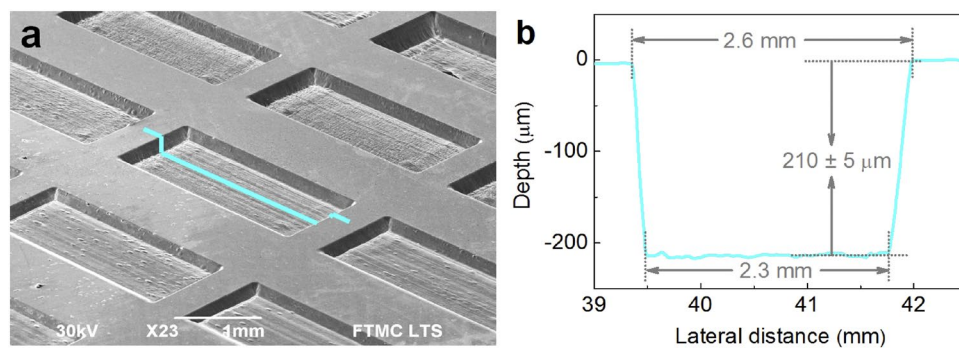 a
30kV X23 1mm FTMC LTS
b
2.6 mm
0
-100
-200
Depth (μm)
210 ± 5 μm
2.3 mm
39 40 41 42
Lateral distance (mm)